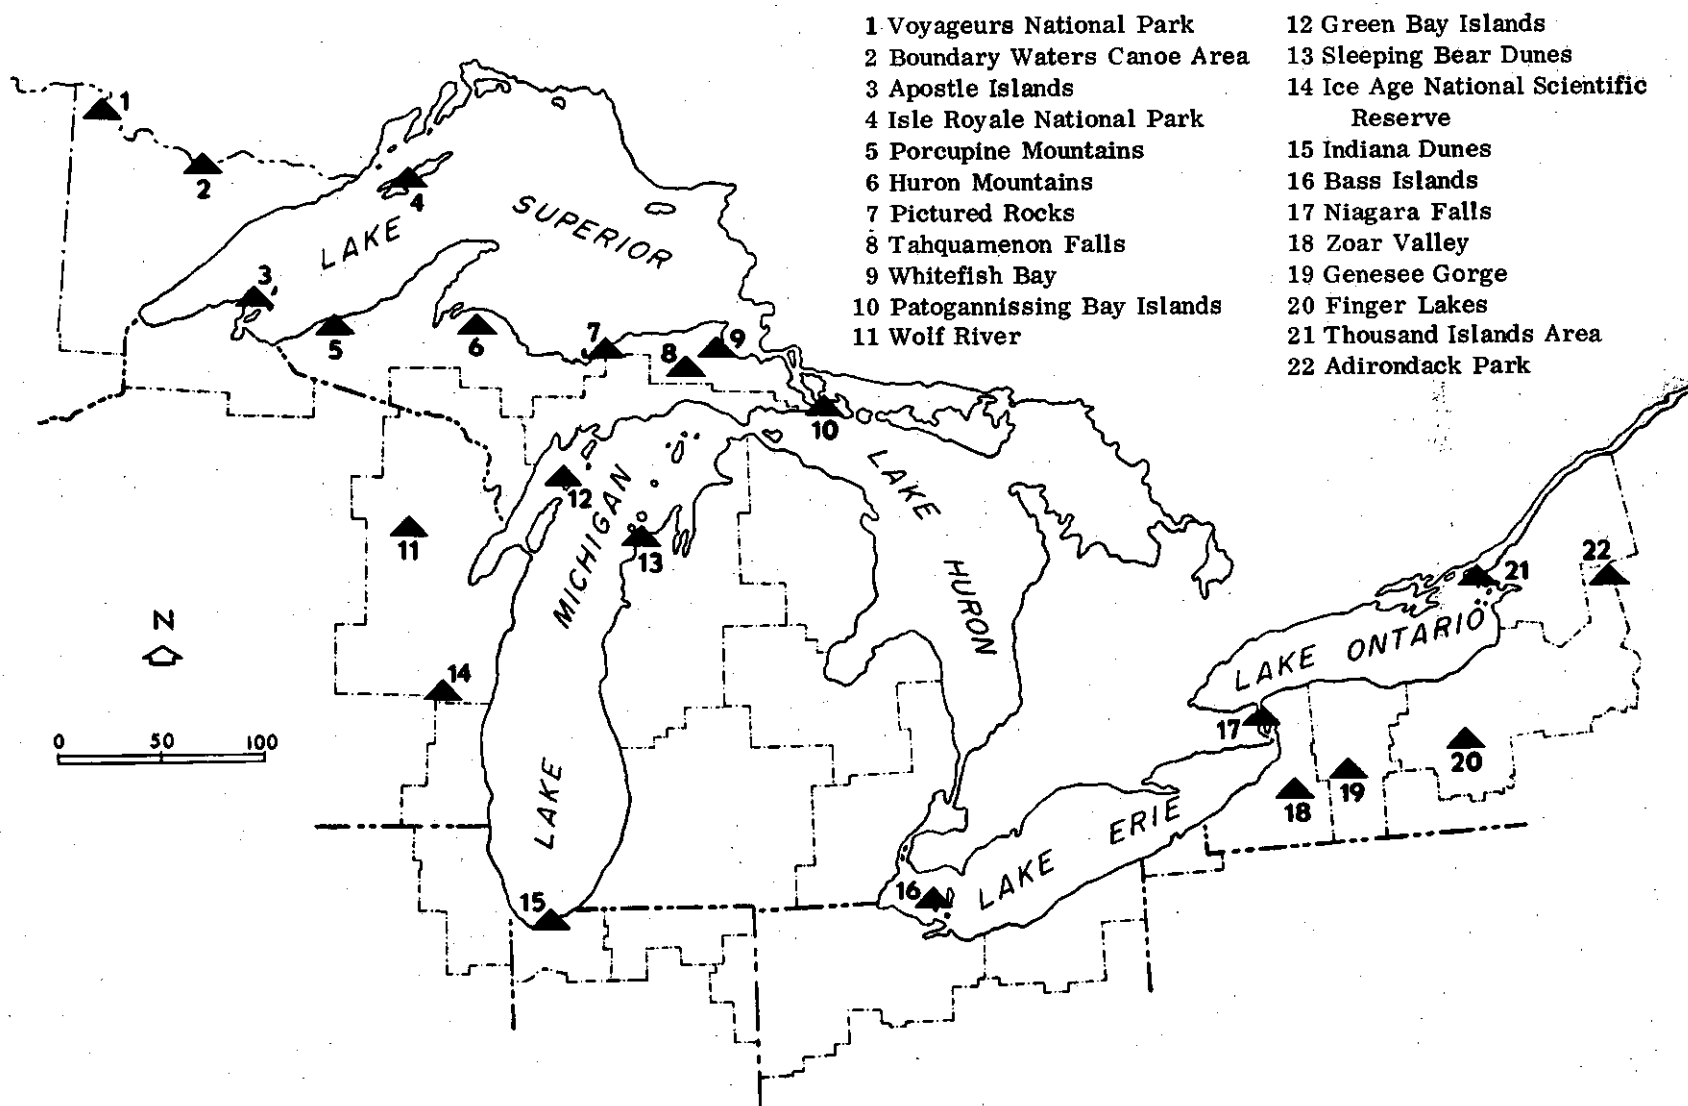 1 Voyageurs National Park
2 Boundary Waters Canoe Area
3 Apostle Islands
4 Isle Royale National Park
5 Porcupine Mountains
6 Huron Mountains
7 Pictured Rocks
8 Tahquamenon Falls
9 Whitefish Bay
10 Patogannissing Bay Islands
11 Wolf River
12 Green Bay Islands
13 Sleeping Bear Dunes
14 Ice Age National Scientific
Reserve
15 Indiana Dunes
16 Bass Islands
17 Niagara Falls
18 Zoar Valley
19 Genesee Gorge
20 Finger Lakes
21 Thousand Islands Area
22 Adirondack Park
1
2
4
LAKE SUPERIOR
3
5
6
7
8
9
10
LAKE HURON
12
11
13
LAKE MICHIGAN
14
N
0 50 100
15
16
LAKE ERIE
17
18
19
20
LAKE ONTARIO
21
22